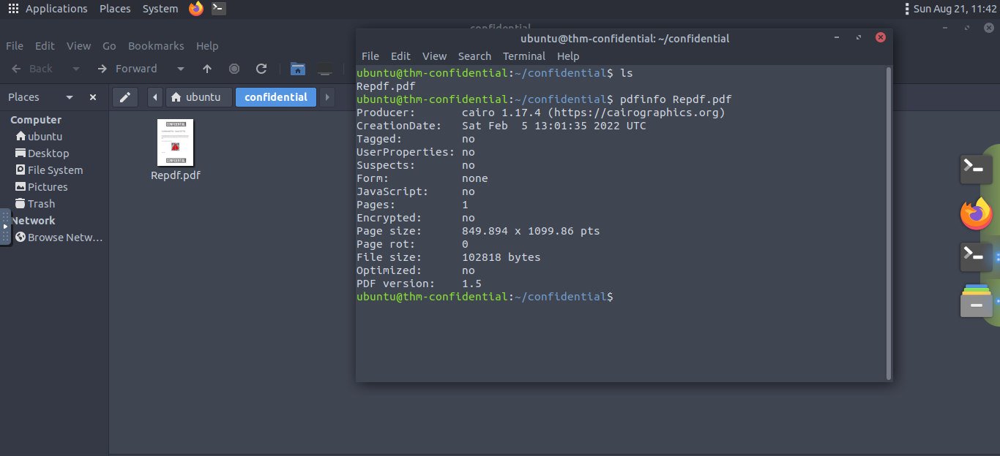 Applications Places System
Sun Aug 21, 11:42
confidential
File Edit View Go Bookmarks Help
Back Forward
Places
ubuntu confidential
Computer
ubuntu
Desktop
File System
Pictures
Trash
Network
Browse Netw...
CONFIDENTIAL
CONFIDENTIAL
Repdf.pdf
ubuntu@thm-confidential: ~/confidential
File Edit View Search Terminal Help
ubuntu@thm-confidential:~/confidential$ ls
Repdf.pdf
ubuntu@thm-confidential:~/confidential$ pdfinfo Repdf.pdf
Producer: cairo 1.17.4 (https://cairographics.org)
CreationDate: Sat Feb  5 13:01:35 2022 UTC
Tagged: no
UserProperties: no
Suspects: no
Form: none
JavaScript: no
Pages: 1
Encrypted: no
Page size: 849.894 x 1099.86 pts
Page rot: 0
File size: 102818 bytes
Optimized: no
PDF version: 1.5
ubuntu@thm-confidential:~/confidential$